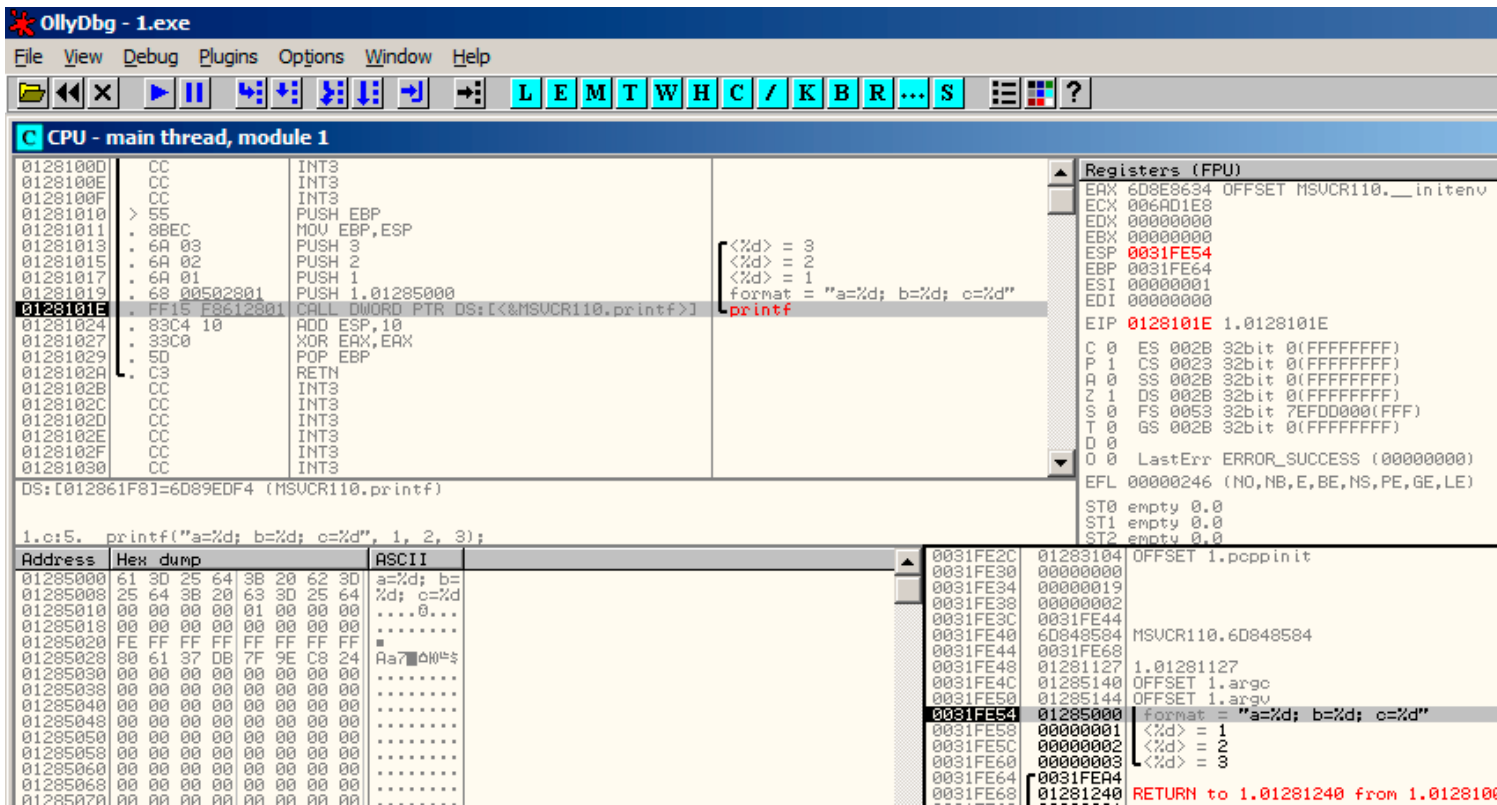 OllyDbg - 1.exe
File View Debug Plugins Options Window Help
L E M T W H C / K B R ... S ?
C CPU - main thread, module 1
0128100D CC INT3
0128100E CC INT3
0128100F CC INT3
01281010 > 55 PUSH EBP
01281011 . 8BEC MOV EBP,ESP
01281013 . 6A 03 PUSH 3 <%d> = 3
01281015 . 6A 02 PUSH 2 <%d> = 2
01281017 . 6A 01 PUSH 1 <%d> = 1
01281019 . 68 00502801 PUSH 1.01285000 format = "a=%d; b=%d; c=%d"
0128101E . FF15 F8612801 CALL DWORD PTR DS:[<&MSVCR110.printf>] printf
01281024 . 83C4 10 ADD ESP,10
01281027 . 33C0 XOR EAX,EAX
01281029 . 5D POP EBP
0128102A . C3 RETN
0128102B CC INT3
0128102C CC INT3
0128102D CC INT3
0128102E CC INT3
0128102F CC INT3
01281030 CC INT3
DS:[012861F8]=6D89EDF4 (MSVCR110.printf)
1.c:5. printf("a=%d; b=%d; c=%d", 1, 2, 3);
Registers (FPU)
EAX 6D8E8634 OFFSET MSVCR110.__initenv
ECX 006AD1E8
EDX 00000000
EBX 00000000
ESP 0031FE54
EBP 0031FE64
ESI 00000001
EDI 00000000
EIP 0128101E 1.0128101E
C 0 ES 002B 32bit 0(FFFFFFFF)
P 1 CS 0023 32bit 0(FFFFFFFF)
A 0 SS 002B 32bit 0(FFFFFFFF)
Z 1 DS 002B 32bit 0(FFFFFFFF)
S 0 FS 0053 32bit 7EFDD000(FFF)
T 0 GS 002B 32bit 0(FFFFFFFF)
D 0
O 0 LastErr ERROR_SUCCESS (00000000)
EFL 00000246 (NO,NB,E,BE,NS,PE,GE,LE)
ST0 empty 0.0
ST1 empty 0.0
ST2 empty 0.0
Address Hex dump ASCII
01285000 61 3D 25 64 3B 20 62 3D a=%d; b=
01285008 25 64 3B 20 63 3D 25 64 %d; c=%d
01285010 00 00 00 00 01 00 00 00 ....☺...
01285018 00 00 00 00 00 00 00 00 ........
01285020 FE FF FF FF FF FF FF FF ■
01285028 80 61 37 DB 7F 9E C8 24
01285030 00 00 00 00 00 00 00 00 ........
01285038 00 00 00 00 00 00 00 00 ........
01285040 00 00 00 00 00 00 00 00 ........
01285048 00 00 00 00 00 00 00 00 ........
01285050 00 00 00 00 00 00 00 00 ........
01285058 00 00 00 00 00 00 00 00 ........
01285060 00 00 00 00 00 00 00 00 ........
01285068 00 00 00 00 00 00 00 00 ........
01285070 00 00 00 00 00 00 00 00 ........
0031FE2C 01283104 OFFSET 1.pcppinit
0031FE30 00000000
0031FE34 00000019
0031FE38 00000002
0031FE3C 0031FE44
0031FE40 6D848584 MSVCR110.6D848584
0031FE44 0031FE68
0031FE48 01281127 1.01281127
0031FE4C 01285140 OFFSET 1.argc
0031FE50 01285144 OFFSET 1.argv
0031FE54 01285000 format = "a=%d; b=%d; c=%d"
0031FE58 00000001 <%d> = 1
0031FE5C 00000002 <%d> = 2
0031FE60 00000003 <%d> = 3
0031FE64 0031FEA4
0031FE68 01281240 RETURN to 1.01281240 from 1.0128100